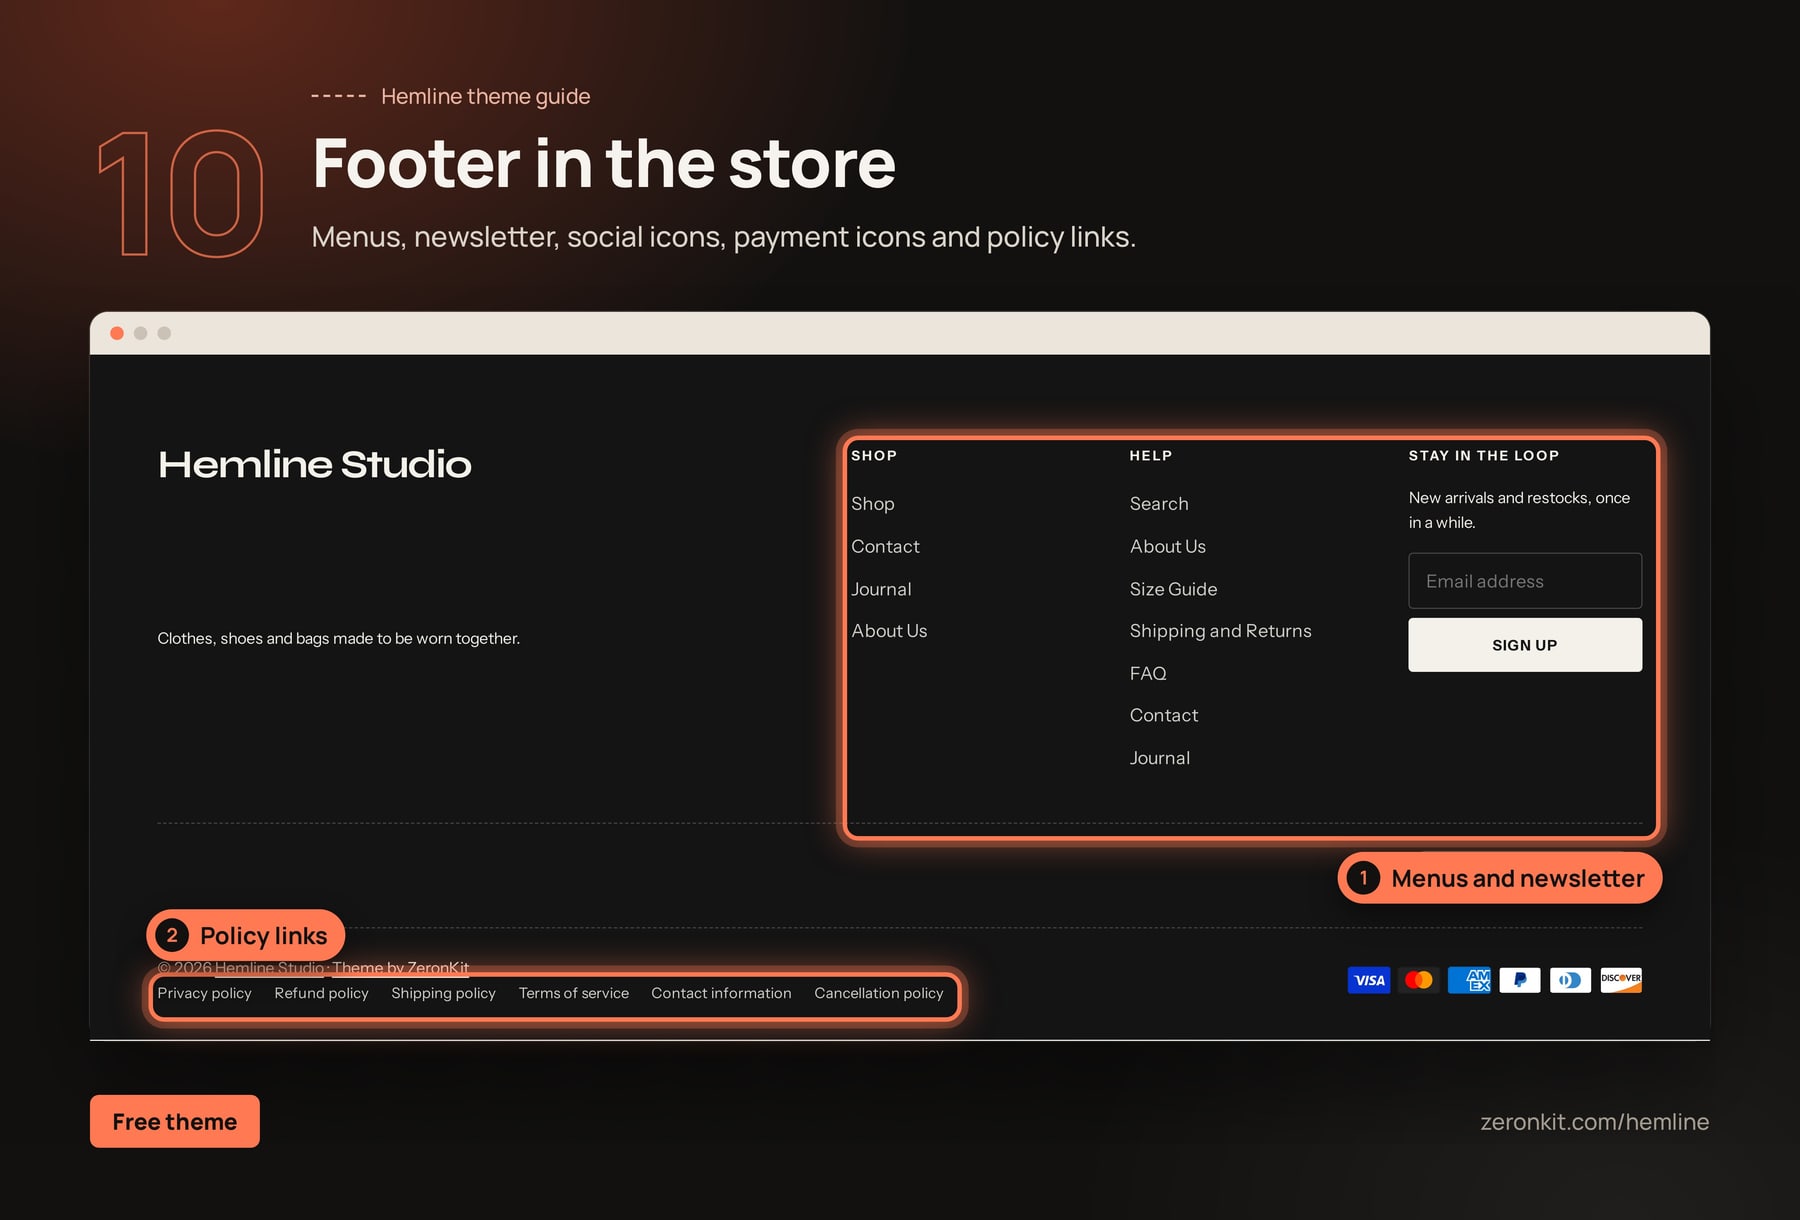 Hemline theme guide
10
Footer in the store
Menus, newsletter, social icons, payment icons and policy links.
Hemline Studio
Clothes, shoes and bags made to be worn together.
SHOP
Shop
Contact
Journal
About Us
HELP
Search
About Us
Size Guide
Shipping and Returns
FAQ
Contact
Journal
STAY IN THE LOOP
New arrivals and restocks, once
in a while.
Email address
SIGN UP
1 Menus and newsletter
2 Policy links
© 2026 Hemline Studio · Theme by ZeronKit
Privacy policy Refund policy Shipping policy Terms of service Contact information Cancellation policy
VISA
AMEX
DISCOVER
Free theme
zeronkit.com/hemline